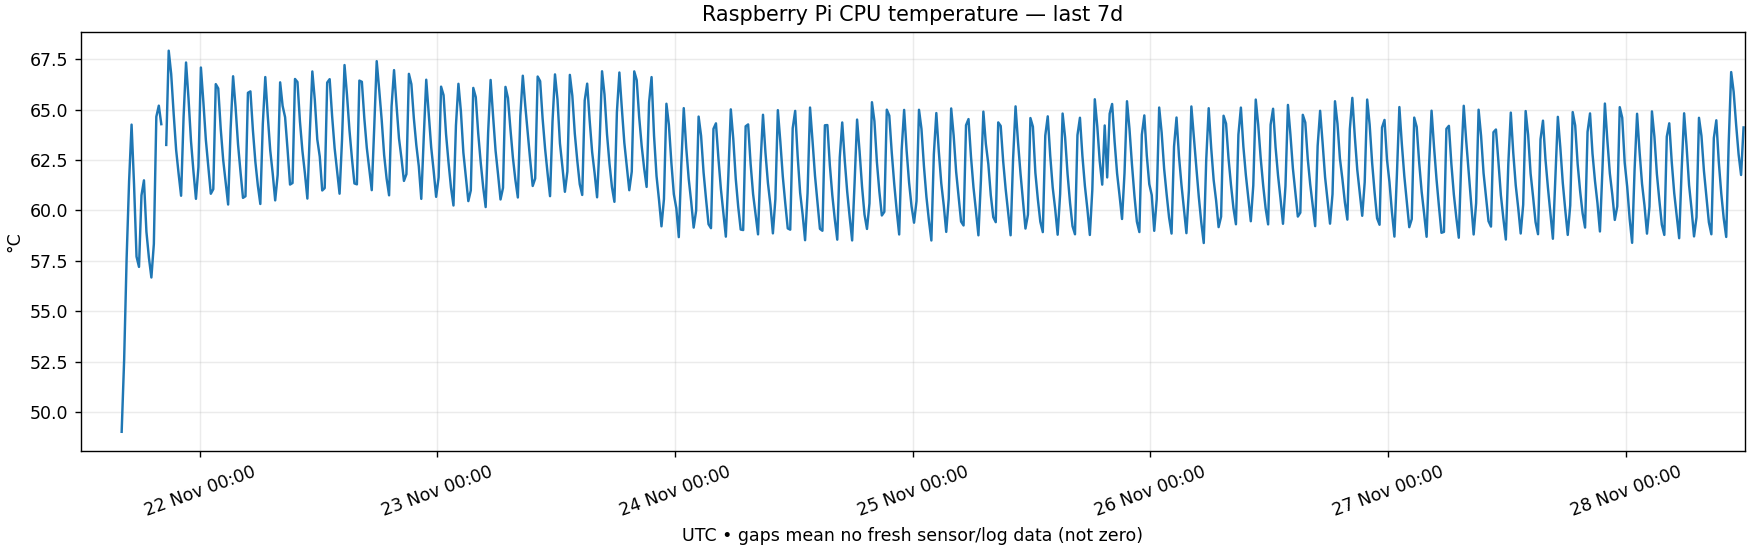 Raspberry Pi CPU temperature — last 7d
67.5
65.0
62.5
60.0
57.5
55.0
52.5
50.0
°C
22 Nov 00:00
23 Nov 00:00
24 Nov 00:00
25 Nov 00:00
26 Nov 00:00
27 Nov 00:00
28 Nov 00:00
UTC • gaps mean no fresh sensor/log data (not zero)